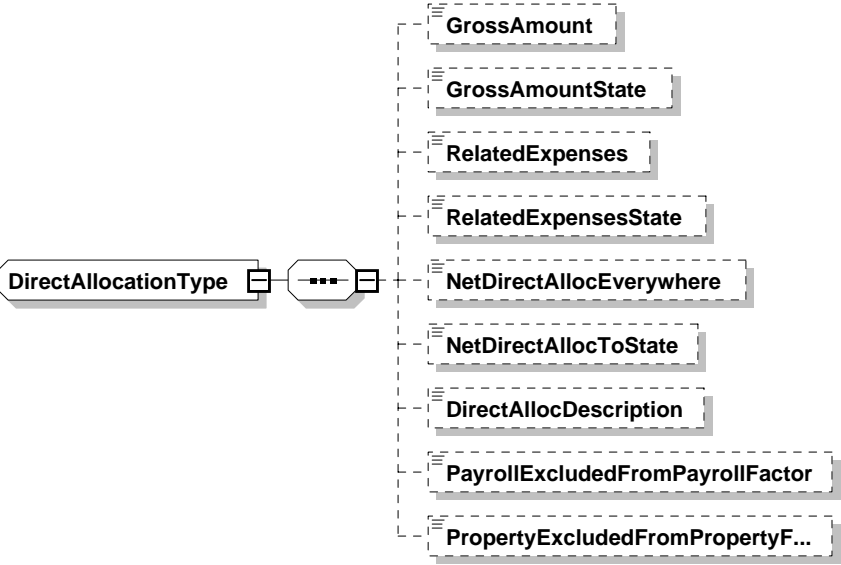 GrossAmount
GrossAmountState
RelatedExpenses
RelatedExpensesState
DirectAllocationType
NetDirectAllocEverywhere
NetDirectAllocToState
DirectAllocDescription
PayrollExcludedFromPayrollFactor
PropertyExcludedFromPropertyF...